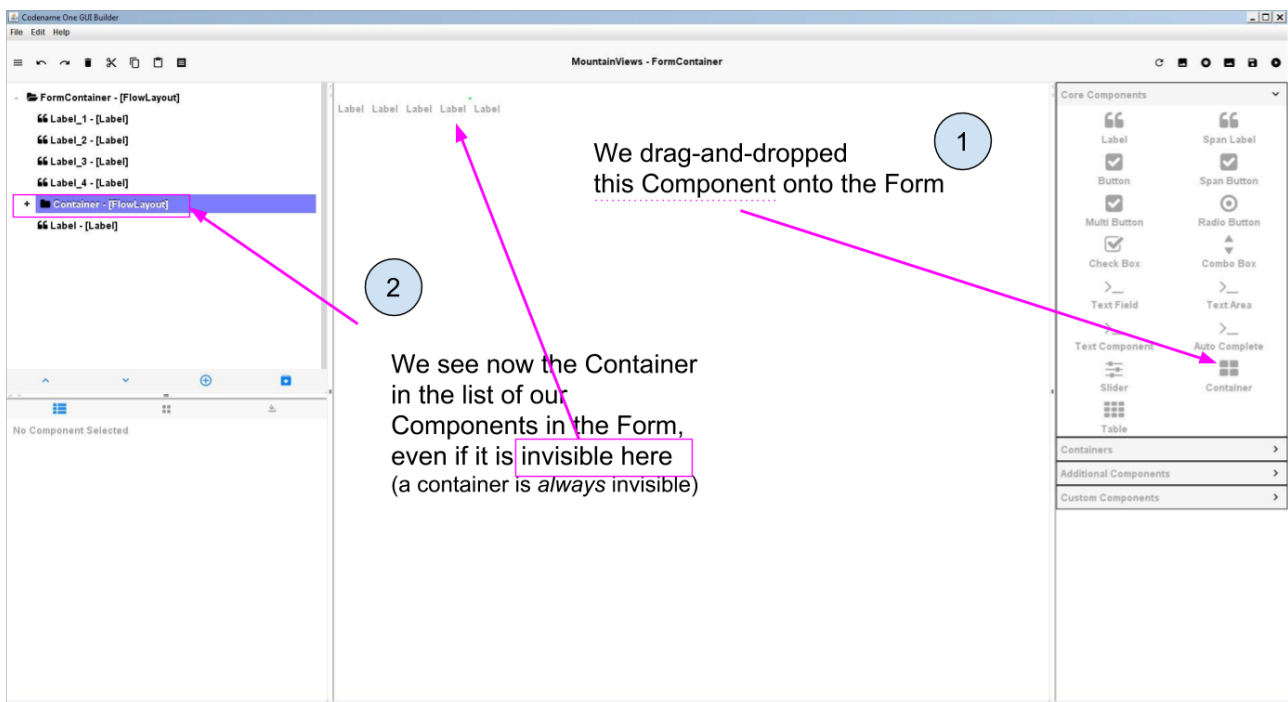 Codename One GUI Builder
File Edit Help
MountainViews - FormContainer
- FormContainer - [FlowLayout]
Label_1 - [Label]
Label_2 - [Label]
Label_3 - [Label]
Label_4 - [Label]
+ Container - [FlowLayout]
Label - [Label]
No Component Selected
Label Label Label Label Label
1
We drag-and-dropped
this Component onto the Form
2
We see now the Container
in the list of our
Components in the Form,
even if it is invisible here
(a container is always invisible)
Core Components
Label Span Label
Button Span Button
Multi Button Radio Button
Check Box Combo Box
Text Field Text Area
Text Component Auto Complete
Slider Container
Table
Containers
Additional Components
Custom Components